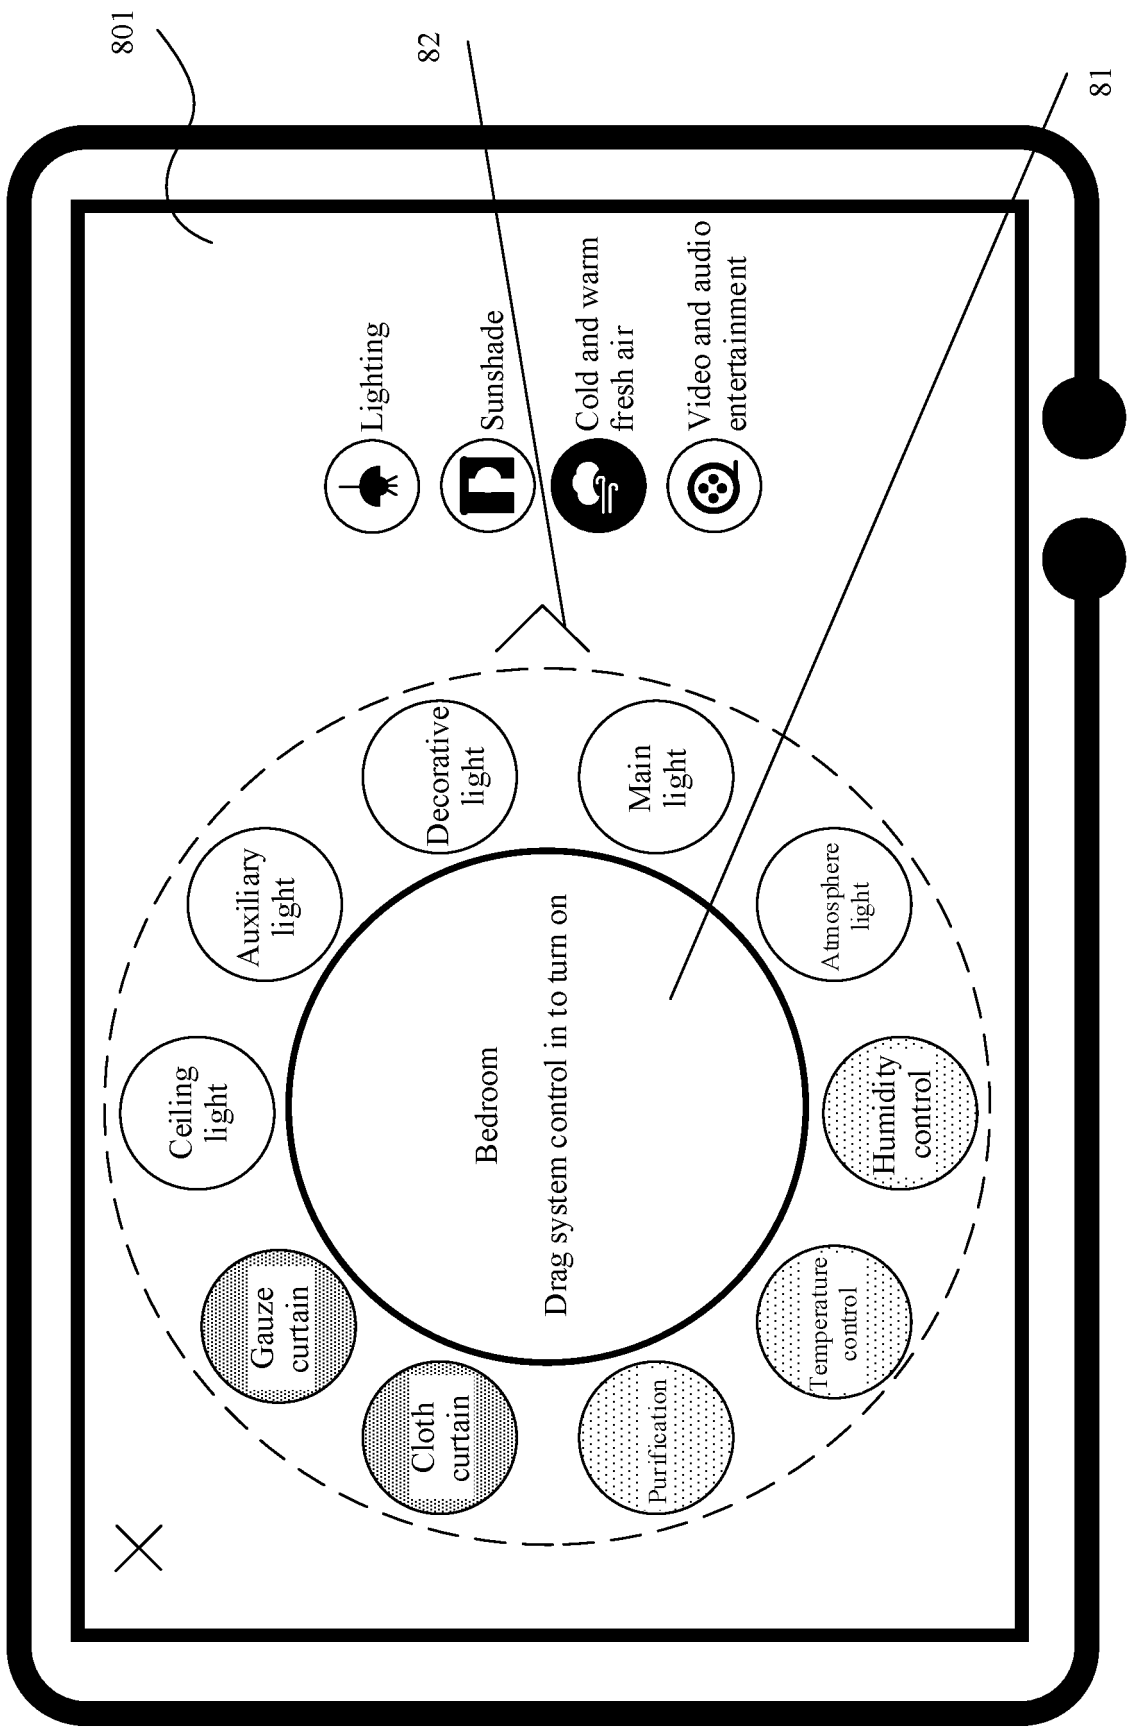 801
82
81
Ceiling
light
Auxiliary
light
Decorative
light
Main
light
Atmosphere
light
Humidity
control
Temperature
control
Purification
Cloth
curtain
Gauze
curtain
Bedroom
Drag system control in to turn on
Lighting
Sunshade
Cold and warm
fresh air
Video and audio
entertainment